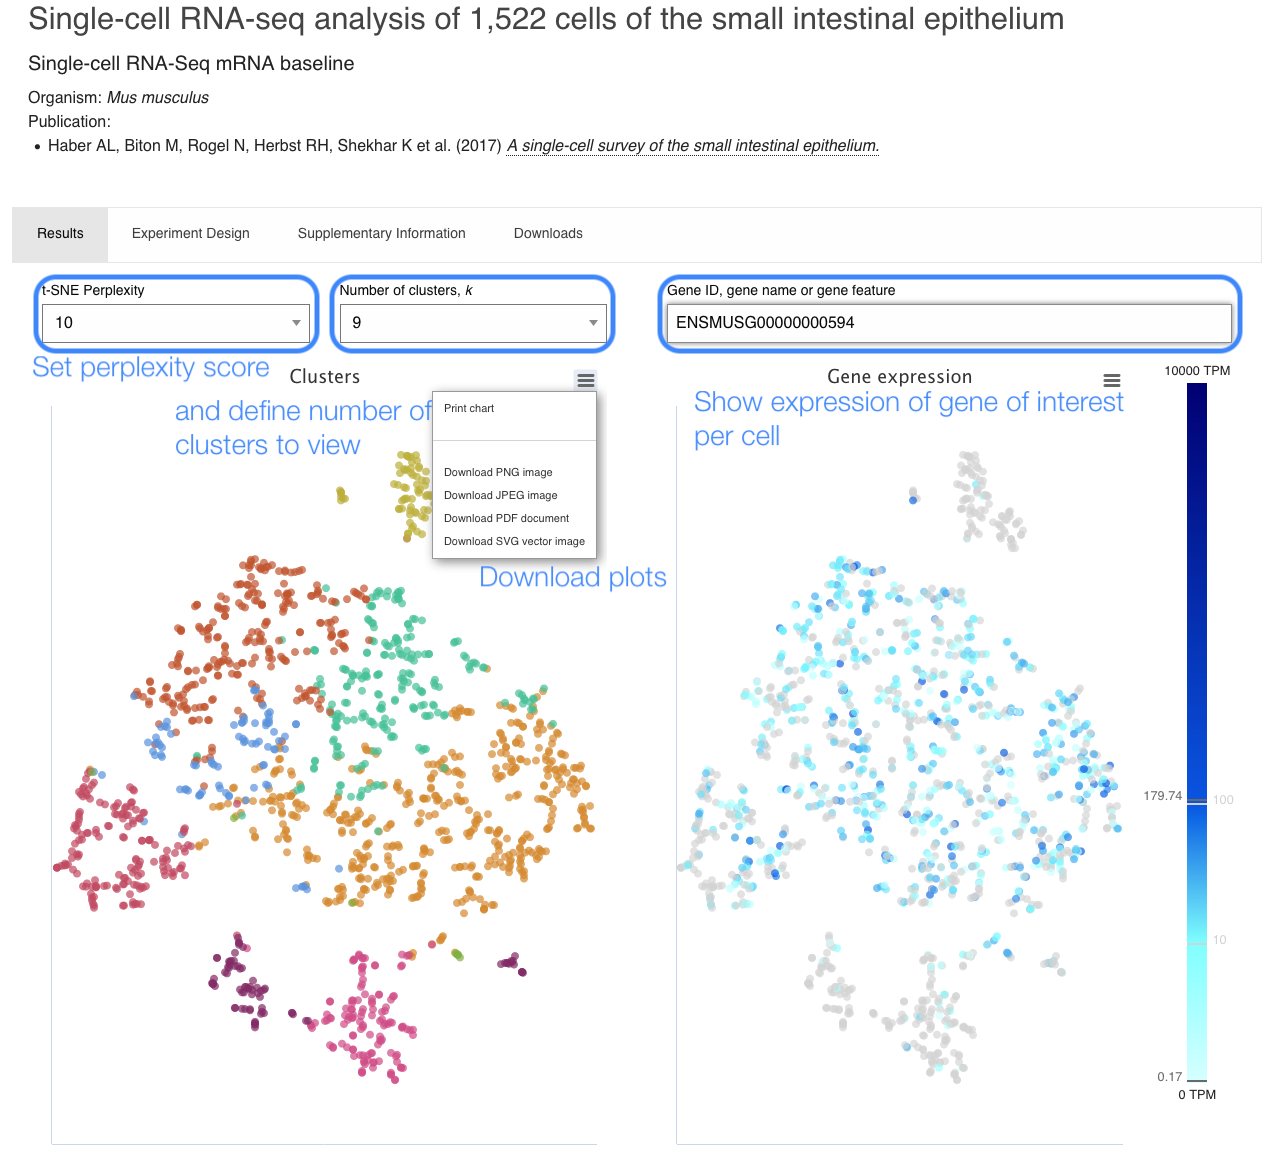 Single-cell RNA-seq analysis of 1,522 cells of the small intestinal epithelium
Single-cell RNA-Seq mRNA baseline
Organism: Mus musculus
Publication:
• Haber AL, Biton M, Rogel N, Herbst RH, Shekhar K et al. (2017) A single-cell survey of the small intestinal epithelium.
Results Experiment Design Supplementary Information Downloads
t-SNE Perplexity
10
Number of clusters, k
9
Gene ID, gene name or gene feature
ENSMUSG00000000594
Set perplexity score
and define number of
clusters to view
Clusters
Print chart
Download PNG image
Download JPEG image
Download PDF document
Download SVG vector image
Download plots
Gene expression
Show expression of gene of interest
per cell
10000 TPM
179.74
100
10
0.17
0 TPM